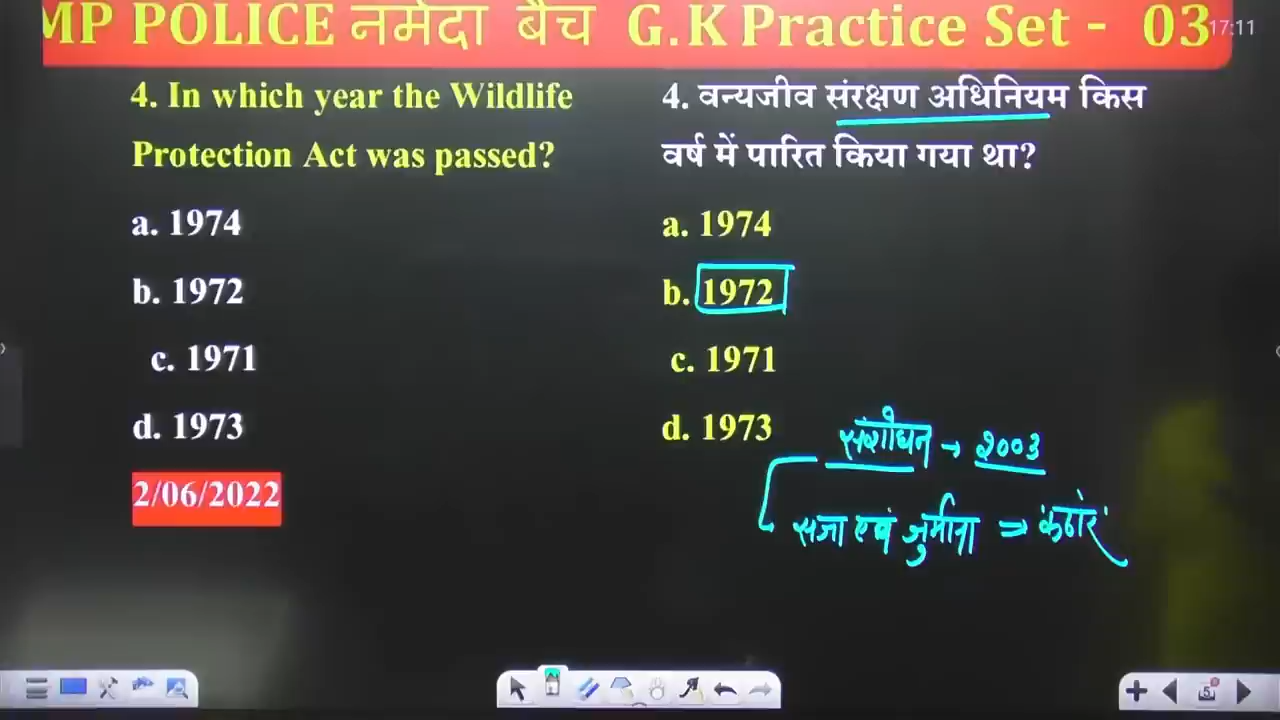 MP POLICE नर्मदा बैच G.K Practice Set - 03
17:11
4. In which year the Wildlife
Protection Act was passed?
a. 1974
b. 1972
c. 1971
d. 1973
2/06/2022
4. वन्यजीव संरक्षण अधिनियम किस
वर्ष में पारित किया गया था?
a. 1974
b. 1972
c. 1971
d. 1973
संशोधन → २००३
सजा एवं जुर्माना ⇒ कठोर